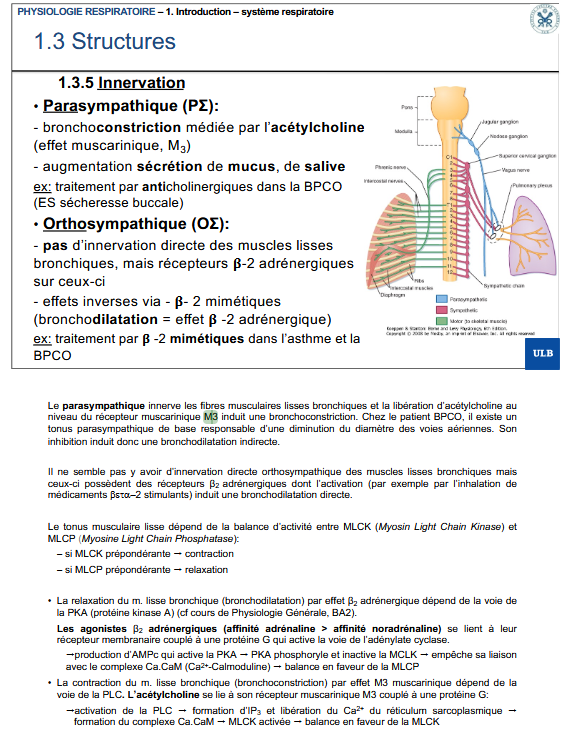 PHYSIOLOGIE RESPIRATOIRE – 1. Introduction – système respiratoire
1.3 Structures
1.3.5 Innervation
• Parasympathique (PΣ):
- bronchoconstriction médiée par l'acétylcholine
(effet muscarinique, M3)
- augmentation sécrétion de mucus, de salive
ex: traitement par anticholinergiques dans la BPCO
(ES sécheresse buccale)
• Orthosympathique (OΣ):
- pas d'innervation directe des muscles lisses
bronchiques, mais récepteurs β-2 adrénergiques
sur ceux-ci
- effets inverses via - β- 2 mimétiques
(bronchodilatation = effet β -2 adrénergique)
ex: traitement par β -2 mimétiques dans l'asthme et la
BPCO
Pons
Medulla
Jugular ganglion
Nodose ganglion
Superior cervical ganglion
Phrenic nerve
Vagus nerve
Intercostal nerves
Pulmonary plexus
C1
Ribs
Intercostal muscles
Diaphragm
Sympathetic chain
Parasympathetic
Sympathetic
Motor (to skeletal muscle)
Koeppen & Stanton: Berne and Levy Physiology, 6th Edition.
Copyright © 2008 by Mosby, an imprint of Elsevier, Inc. All rights reserved
ULB
Le parasympathique innerve les fibres musculaires lisses bronchiques et la libération d'acétylcholine au
niveau du récepteur muscarinique M3 induit une bronchoconstriction. Chez le patient BPCO, il existe un
tonus parasympathique de base responsable d'une diminution du diamètre des voies aériennes. Son
inhibition induit donc une bronchodilatation indirecte.
Il ne semble pas y avoir d'innervation directe orthosympathique des muscles lisses bronchiques mais
ceux-ci possèdent des récepteurs β2 adrénergiques dont l'activation (par exemple par l'inhalation de
médicaments βετα–2 stimulants) induit une bronchodilatation directe.
Le tonus musculaire lisse dépend de la balance d'activité entre MLCK (Myosin Light Chain Kinase) et
MLCP (Myosine Light Chain Phosphatase):
– si MLCK prépondérante → contraction
– si MLCP prépondérante → relaxation
• La relaxation du m. lisse bronchique (bronchodilatation) par effet β2 adrénergique dépend de la voie de
la PKA (protéine kinase A) (cf cours de Physiologie Générale, BA2).
Les agonistes β2 adrénergiques (affinité adrénaline > affinité noradrénaline) se lient à leur
récepteur membranaire couplé à une protéine G qui active la voie de l'adénylate cyclase.
→production d'AMPc qui active la PKA → PKA phosphoryle et inactive la MCLK → empêche sa liaison
avec le complexe Ca.CaM (Ca2+-Calmoduline) → balance en faveur de la MLCP
• La contraction du m. lisse bronchique (bronchoconstriction) par effet M3 muscarinique dépend de la
voie de la PLC. L'acétylcholine se lie à son récepteur muscarinique M3 couplé à une protéine G:
→activation de la PLC → formation d'IP3 et libération du Ca2+ du réticulum sarcoplasmique →
formation du complexe Ca.CaM → MLCK activée → balance en faveur de la MLCK